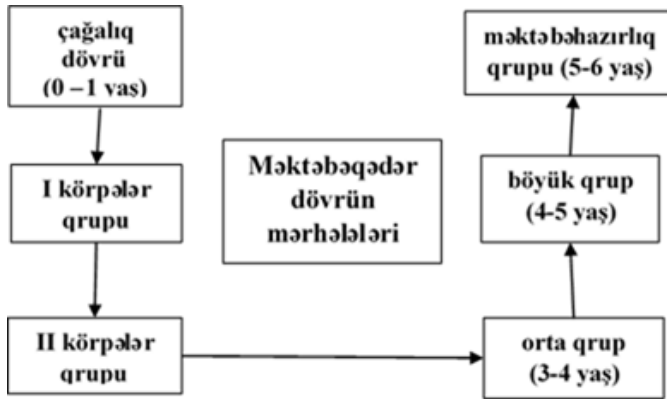 çağalıq
dövrü
(0 –1 yaş)
I körpələr
qrupu
II körpələr
qrupu
Məktəbəqədər
dövrün
mərhələləri
orta qrup
(3-4 yaş)
böyük qrup
(4-5 yaş)
məktəbəhazırlıq
qrupu (5-6 yaş)